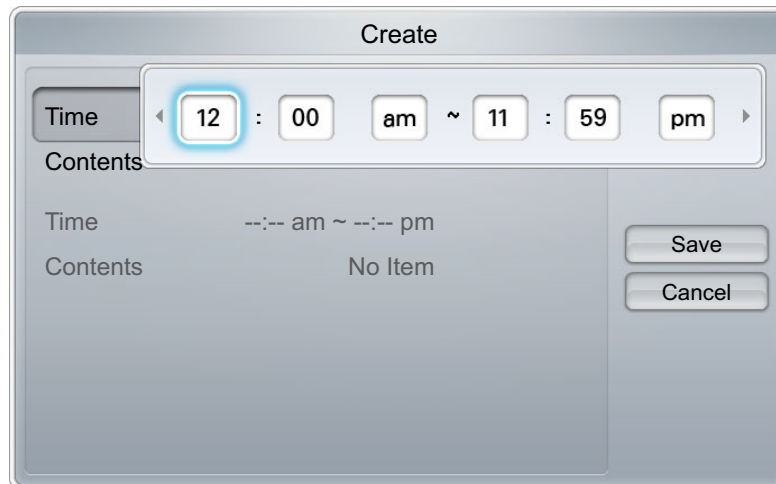 Create
Time 12 : 00 am ~ 11 : 59 pm
Contents
Time --:-- am ~ --:-- pm
Contents No Item
Save
Cancel